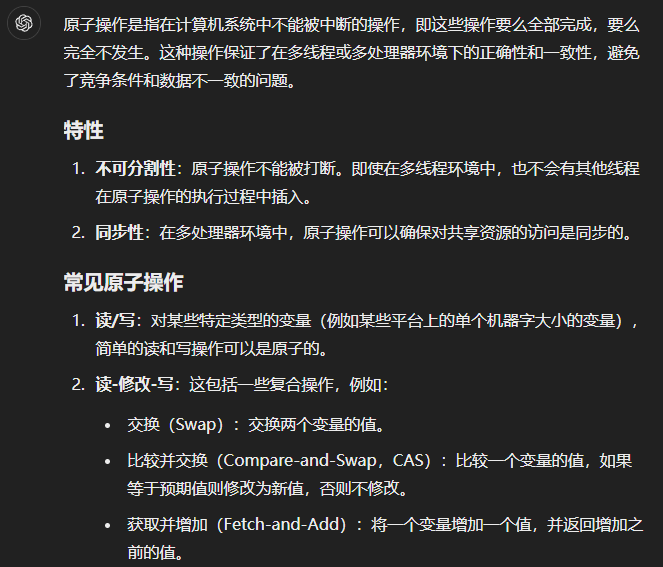 原子操作是指在计算机系统中不能被中断的操作，即这些操作要么全部完成，要么
完全不发生。这种操作保证了在多线程或多处理器环境下的正确性和一致性，避免
了竞争条件和数据不一致的问题。
特性
1. 不可分割性：原子操作不能被打断。即使在多线程环境中，也不会有其他线程
在原子操作的执行过程中插入。
2. 同步性：在多处理器环境中，原子操作可以确保对共享资源的访问是同步的。
常见原子操作
1. 读/写：对某些特定类型的变量（例如某些平台上的单个机器字大小的变量），
简单的读和写操作可以是原子的。
2. 读-修改-写：这包括一些复合操作，例如：
• 交换（Swap）：交换两个变量的值。
• 比较并交换（Compare-and-Swap，CAS）：比较一个变量的值，如果
等于预期值则修改为新值，否则不修改。
• 获取并增加（Fetch-and-Add）：将一个变量增加一个值，并返回增加之
前的值。